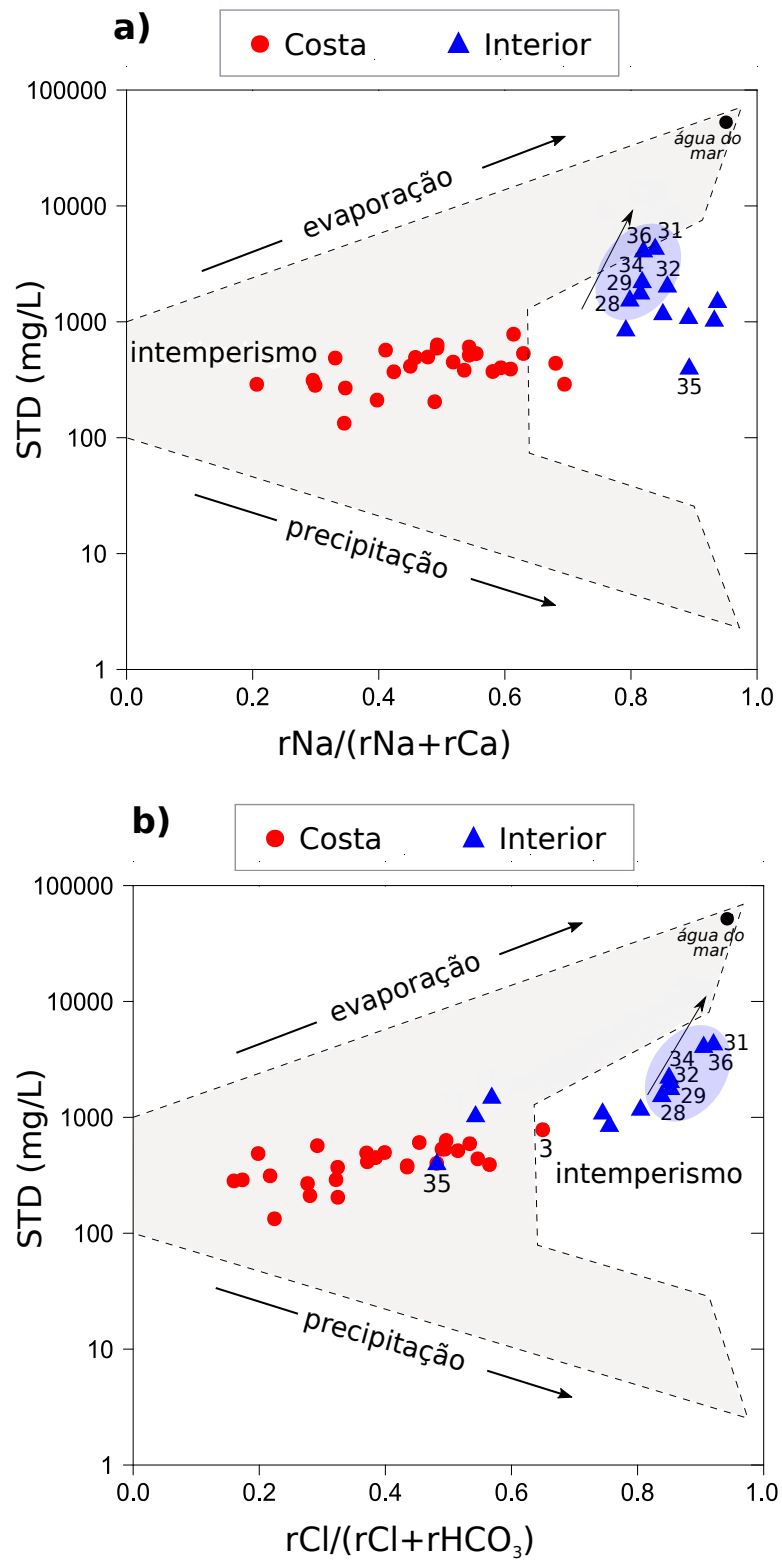 a)
Costa Interior
100000
água do
mar
evaporação
10000
36 31
34 32
29
28
1000
intemperismo
35
STD (mg/L)
100
precipitação
10
1
0.0 0.2 0.4 0.6 0.8 1.0
rNa/(rNa+rCa)
b)
Costa Interior
100000
água do
mar
evaporação
10000
31
34 36
32
29
28
1000
3
35
intemperismo
STD (mg/L)
100
precipitação
10
1
0.0 0.2 0.4 0.6 0.8 1.0
rCl/(rCl+rHCO₃)